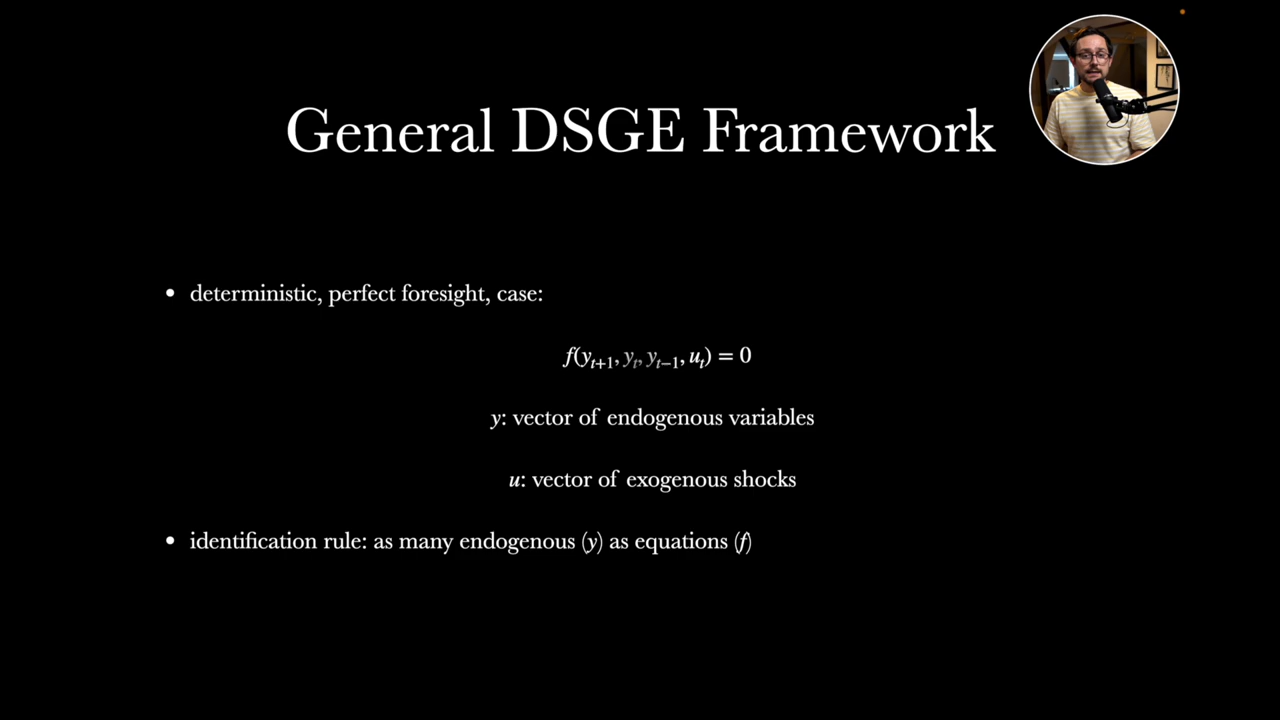 General DSGE Framework
• deterministic, perfect foresight, case:
f(yₜ₊₁, yₜ, yₜ₋₁, uₜ) = 0
y: vector of endogenous variables
u: vector of exogenous shocks
• identification rule: as many endogenous (y) as equations (f)